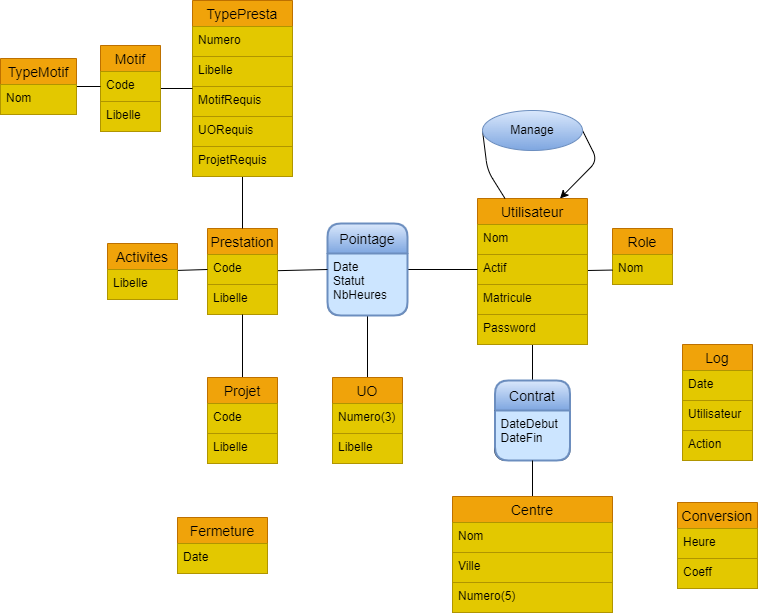 TypePresta
Numero
Libelle
MotifRequis
UORequis
ProjetRequis
Motif
Code
Libelle
TypeMotif
Nom
Manage
Utilisateur
Nom
Actif
Matricule
Password
Role
Nom
Pointage
Date
Statut
NbHeures
Prestation
Code
Libelle
Activites
Libelle
Projet
Code
Libelle
UO
Numero(3)
Libelle
Contrat
DateDebut
DateFin
Log
Date
Utilisateur
Action
Centre
Nom
Ville
Numero(5)
Conversion
Heure
Coeff
Fermeture
Date